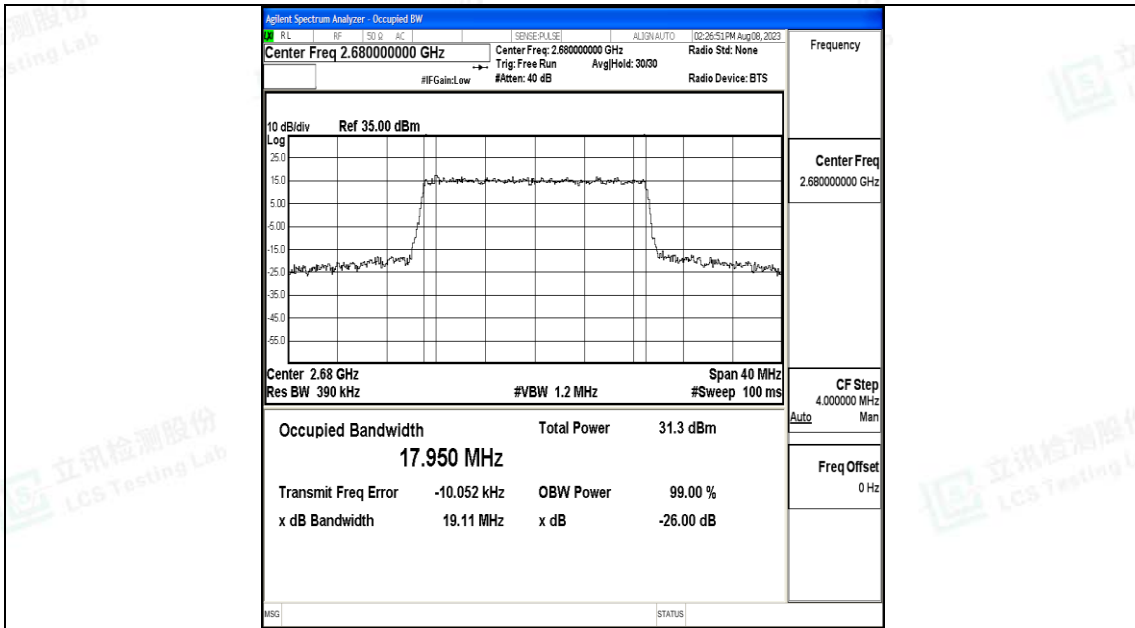 Agilent Spectrum Analyzer - Occupied BW
RL RF 50 Ω AC SENSE:PULSE ALIGN AUTO 02:26:51 PM Aug 08, 2023
Center Freq 2.680000000 GHz
Center Freq: 2.680000000 GHz
Radio Std: None
Trig: Free Run Avg|Hold: 30/30
#IFGain:Low #Atten: 40 dB Radio Device: BTS
10 dB/div Ref 35.00 dBm
Log
25.0
15.0
5.00
-5.00
-15.0
-25.0
-35.0
-45.0
-55.0
Center 2.68 GHz Span 40 MHz
Res BW 390 kHz #VBW 1.2 MHz #Sweep 100 ms
Occupied Bandwidth Total Power 31.3 dBm
17.950 MHz
Transmit Freq Error -10.052 kHz OBW Power 99.00 %
x dB Bandwidth 19.11 MHz x dB -26.00 dB
MSG STATUS
Frequency
Center Freq
2.680000000 GHz
CF Step
4.000000 MHz
Auto Man
Freq Offset
0 Hz
立讯检测股份
LCS Testing Lab
立讯检测股份
LCS Testing L
测股份
sting Lab
立